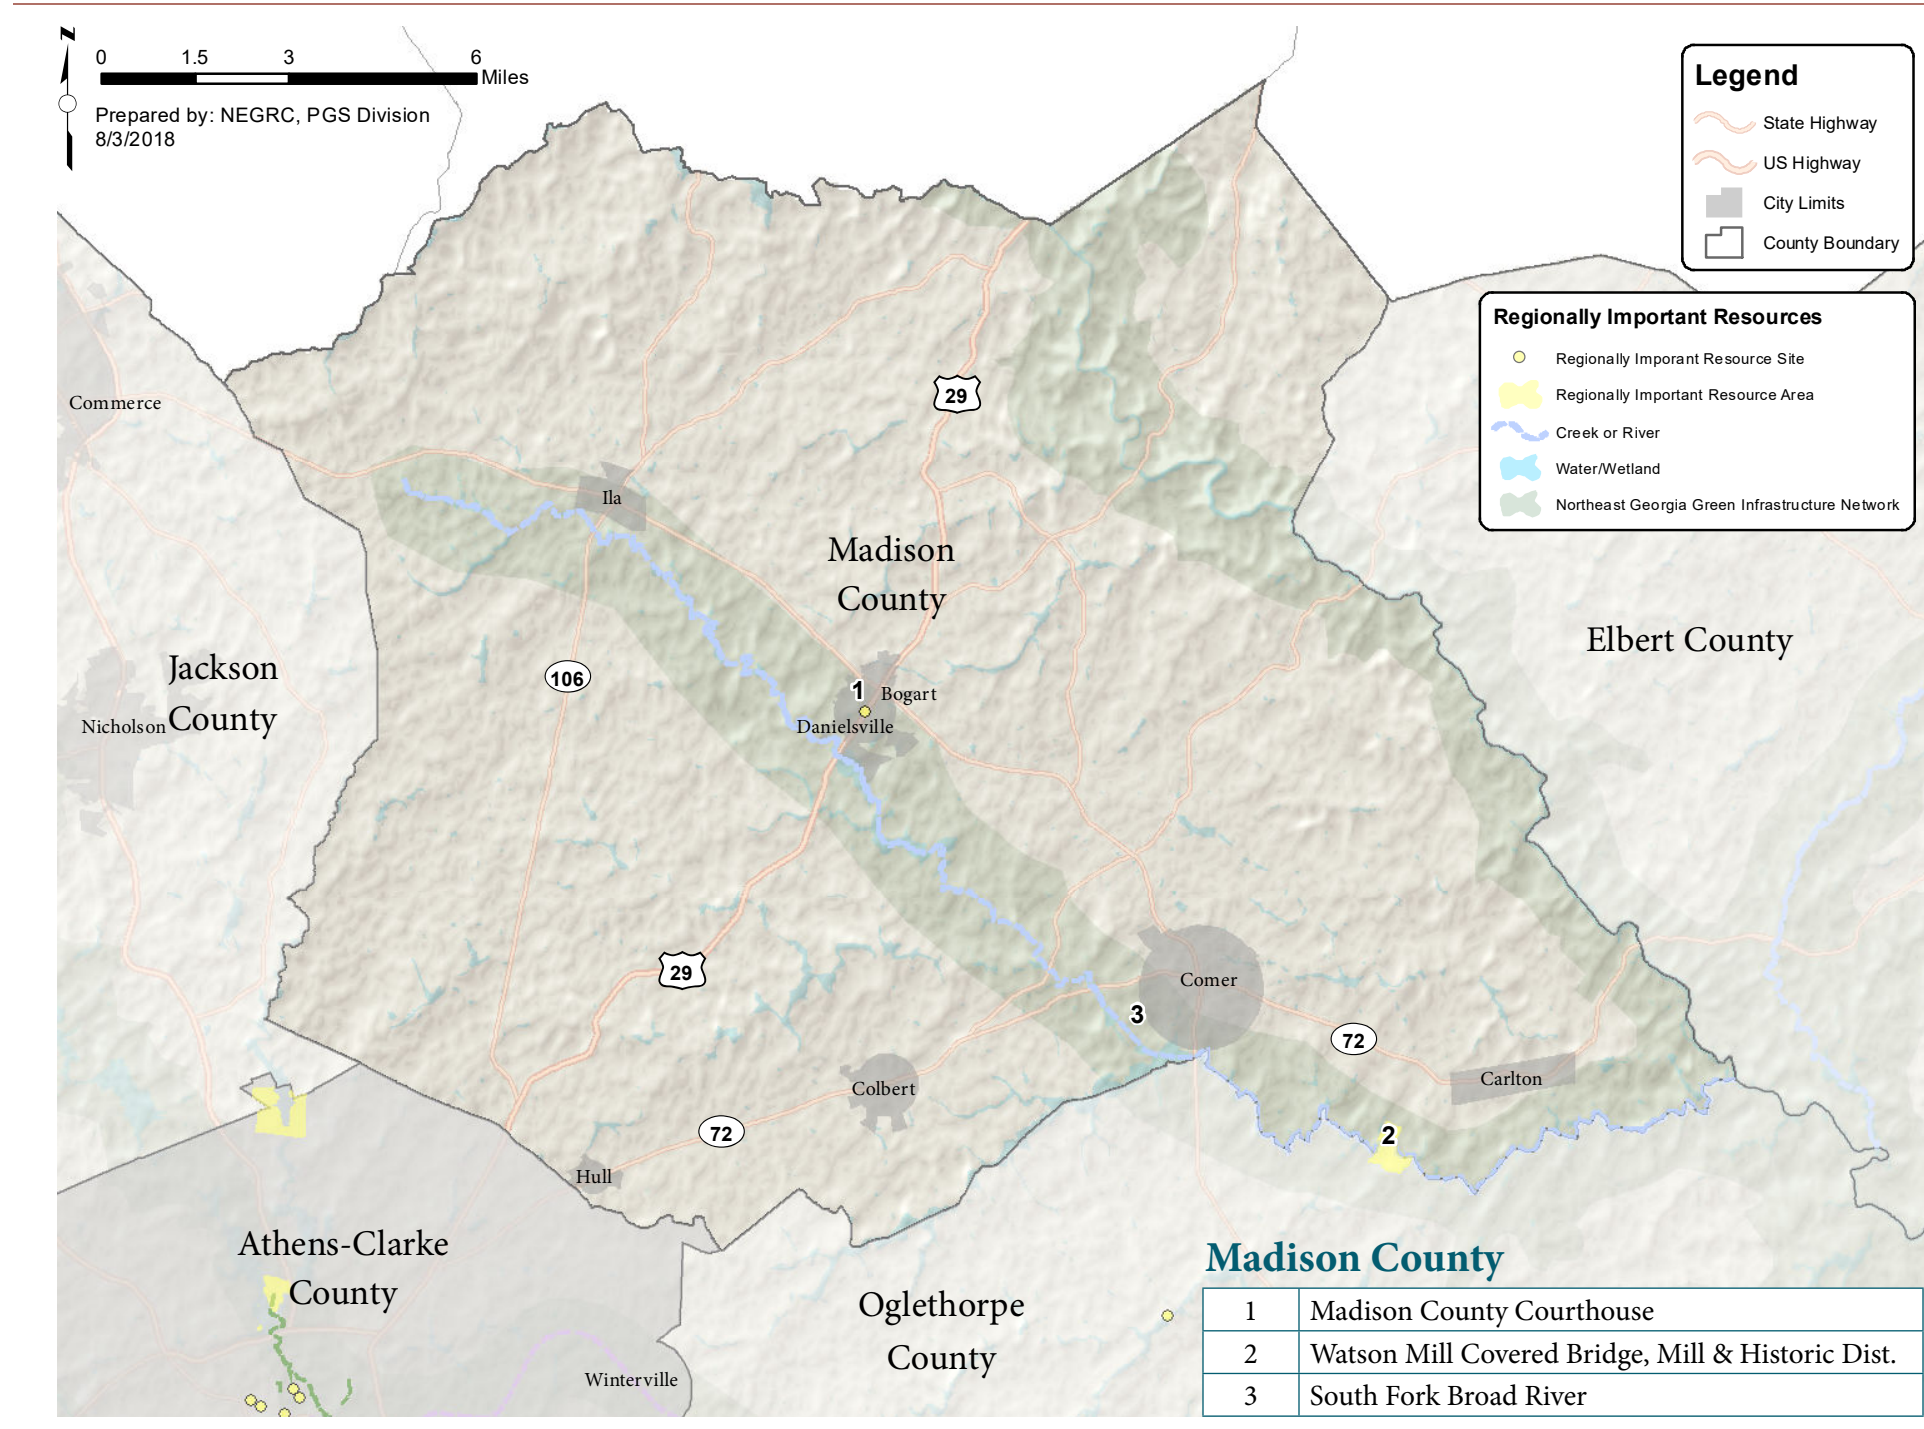 N
0 1.5 3 6
Miles
Prepared by: NEGRC, PGS Division
8/3/2018
Legend
State Highway
US Highway
City Limits
County Boundary
Regionally Important Resources
Regionally Imporant Resource Site
Regionally Important Resource Area
Creek or River
Water/Wetland
Northeast Georgia Green Infrastructure Network
Commerce
29
Ila
Madison
County
Elbert County
Jackson
County
Nicholson
106
1
Bogart
Danielsville
29
Comer
3
72
Carlton
Colbert
72
2
Hull
Athens-Clarke
County
Oglethorpe
County
Winterville
Madison County
1 Madison County Courthouse
2 Watson Mill Covered Bridge, Mill & Historic Dist.
3 South Fork Broad River